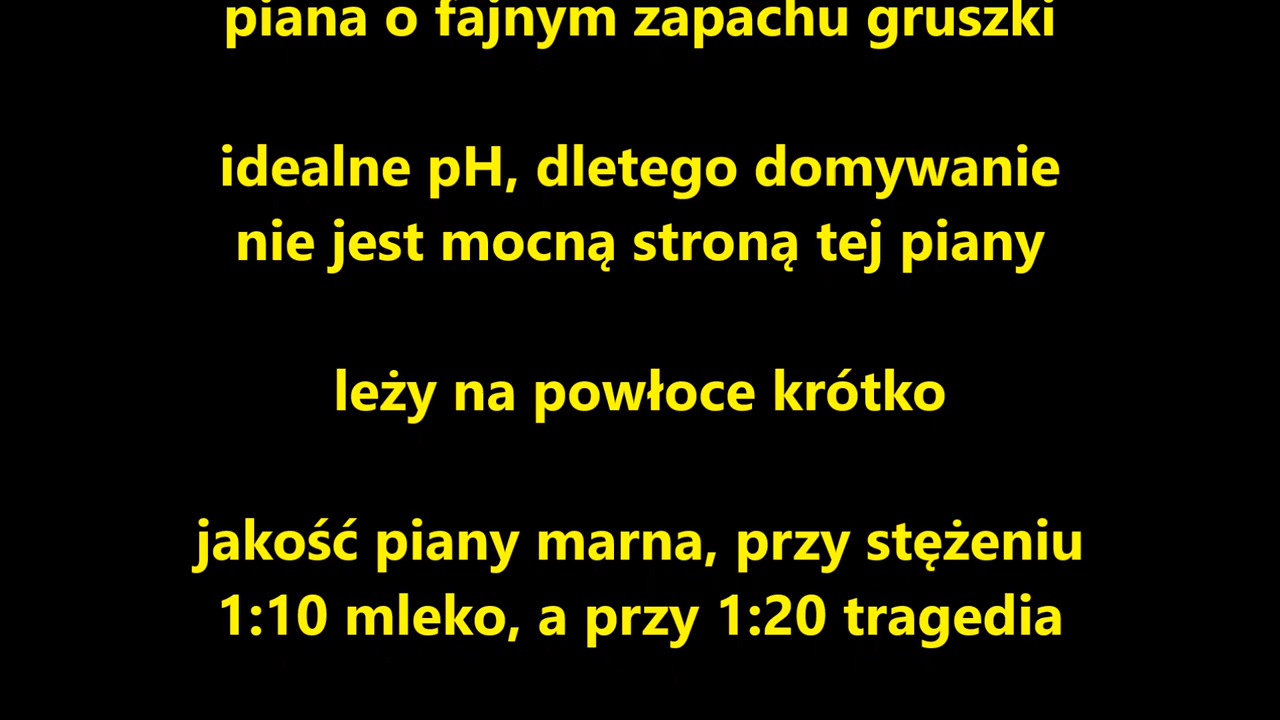 piana o fajnym zapachu gruszki
idealne pH, dletego domywanie
nie jest mocną stroną tej piany
leży na powłoce krótko
jakość piany marna, przy stężeniu
1:10 mleko, a przy 1:20 tragedia